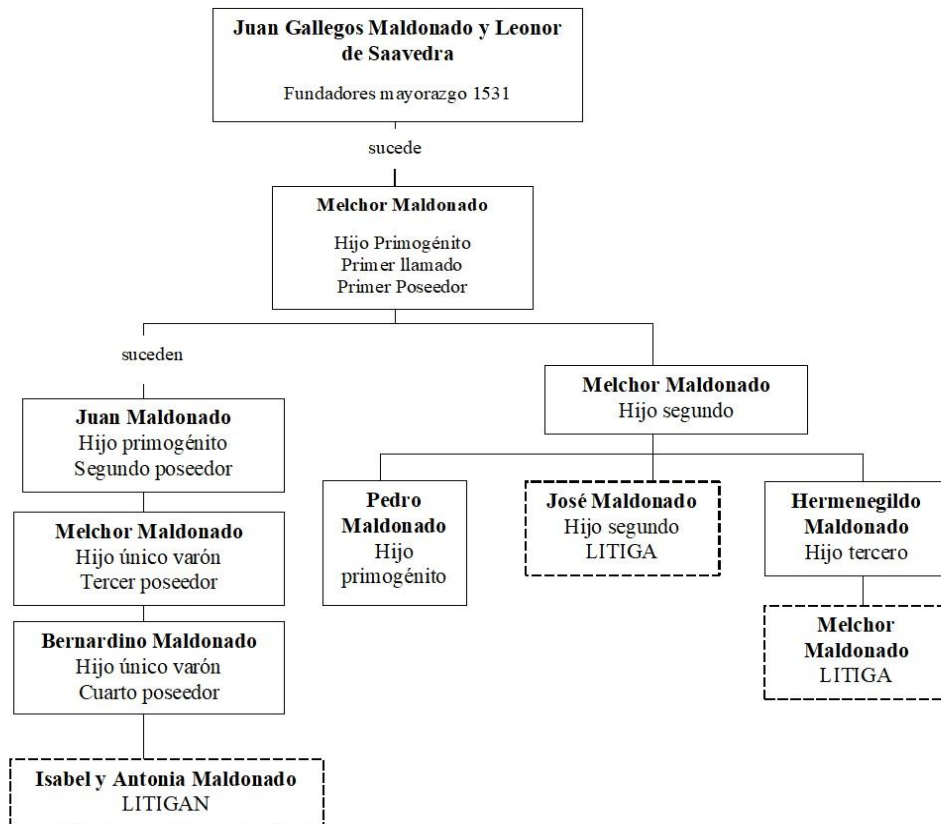 Juan Gallegos Maldonado y Leonor
de Saavedra
Fundadores mayorazgo 1531
sucede
Melchor Maldonado
Hijo Primogénito
Primer llamado
Primer Poseedor
suceden
Juan Maldonado
Hijo primogénito
Segundo poseedor
Melchor Maldonado
Hijo único varón
Tercer poseedor
Bernardino Maldonado
Hijo único varón
Cuarto poseedor
Isabel y Antonia Maldonado
LITIGAN
Melchor Maldonado
Hijo segundo
Pedro
Maldonado
Hijo
primogénito
José Maldonado
Hijo segundo
LITIGA
Hermenegildo
Maldonado
Hijo tercero
Melchor
Maldonado
LITIGA